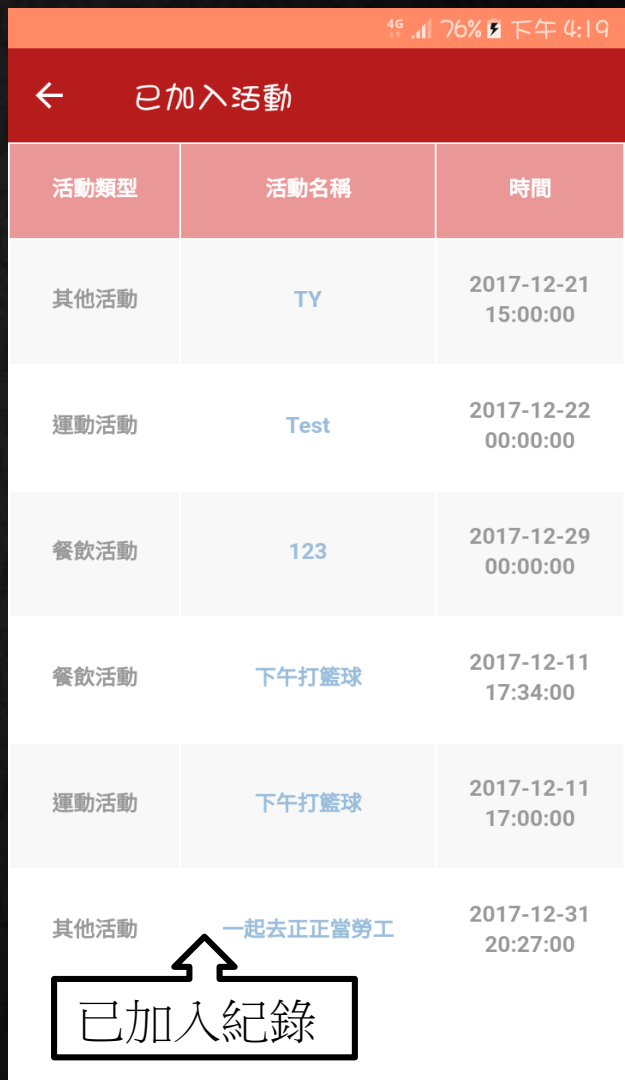 4G 76% 下午 4:19
已加入活動
活動類型 活動名稱 時間
其他活動 TY 2017-12-21
15:00:00
運動活動 Test 2017-12-22
00:00:00
餐飲活動 123 2017-12-29
00:00:00
餐飲活動 下午打籃球 2017-12-11
17:34:00
運動活動 下午打籃球 2017-12-11
17:00:00
其他活動 一起去正正當勞工 2017-12-31
20:27:00
已加入紀錄